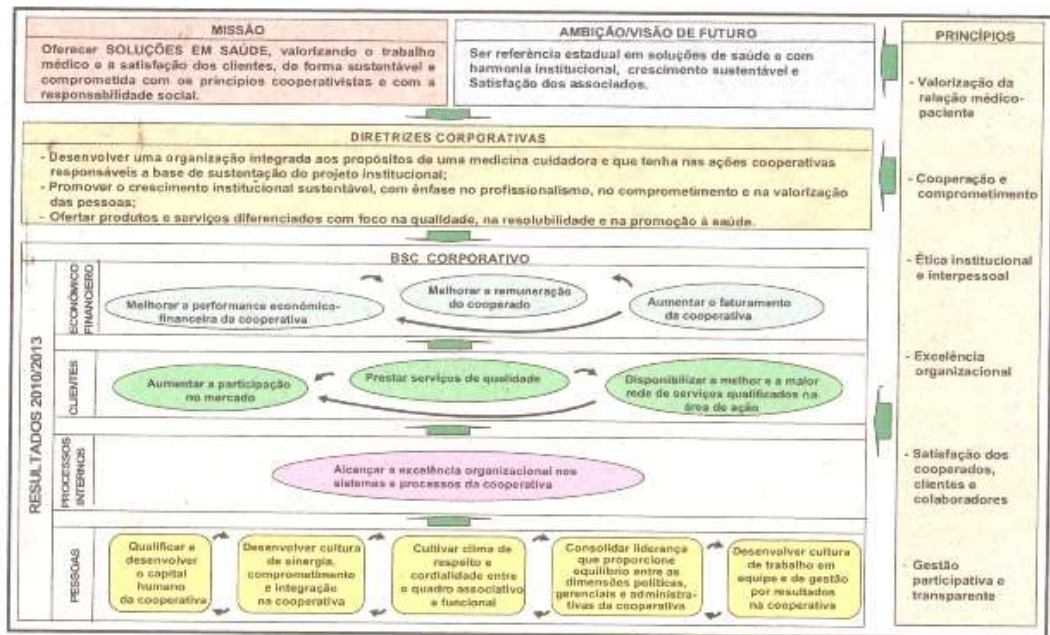 MISSÃO
Oferecer SOLUÇÕES EM SAÚDE, valorizando o trabalho
médico e a satisfação dos clientes, de forma sustentável e
comprometida com os princípios cooperativistas e com a
responsabilidade social.
AMBIÇÃO/VISÃO DE FUTURO
Ser referência estadual em soluções de saúde e com
harmonia institucional, crescimento sustentável e
Satisfação dos associados.
PRINCÍPIOS
- Valorização da
relação médico-
paciente
- Cooperação e
comprometimento
- Ética institucional
e interpessoal
- Excelência
organizacional
- Satisfação dos
cooperados,
clientes e
colaboradores
- Gestão
participativa e
transparente
DIRETRIZES CORPORATIVAS
- Desenvolver uma organização integrada aos propósitos de uma medicina cuidadora e que tenha nas ações cooperativas
responsáveis a base de sustentação do projeto institucional;
- Promover o crescimento institucional sustentável, com ênfase no profissionalismo, no comprometimento e na valorização
das pessoas;
- Ofertar produtos e serviços diferenciados com foco na qualidade, na resolubilidade e na promoção à saúde.
BSC CORPORATIVO
RESULTADOS 2010/2013
ECONÔMICO
FINANCIERO
Melhorar a performance econômico-
financeira da cooperativa
Melhorar a remuneração
do cooperado
Aumentar o faturamento
da cooperativa
CLIENTES
Aumentar a participação
no mercado
Prestar serviços de qualidade
Disponibilizar a melhor e a maior
rede de serviços qualificados na
área de ação
PROCESSOS
INTERNOS
Alcançar a excelência organizacional nos
sistemas e processos da cooperativa
PESSOAS
Qualificar e
desenvolver
o capital
humano
da cooperativa
Desenvolver cultura
de sinergia,
comprometimento
e integração
na cooperativa
Cultivar clima de
respeito e
cordialidade entre
o quadro associativo
e funcional
Consolidar liderança
que proporcione
equilíbrio entre as
dimensões políticas,
gerenciais e administra-
tivas da cooperativa
Desenvolver cultura
de trabalho em
equipe e de gestão
por resultados
na cooperativa